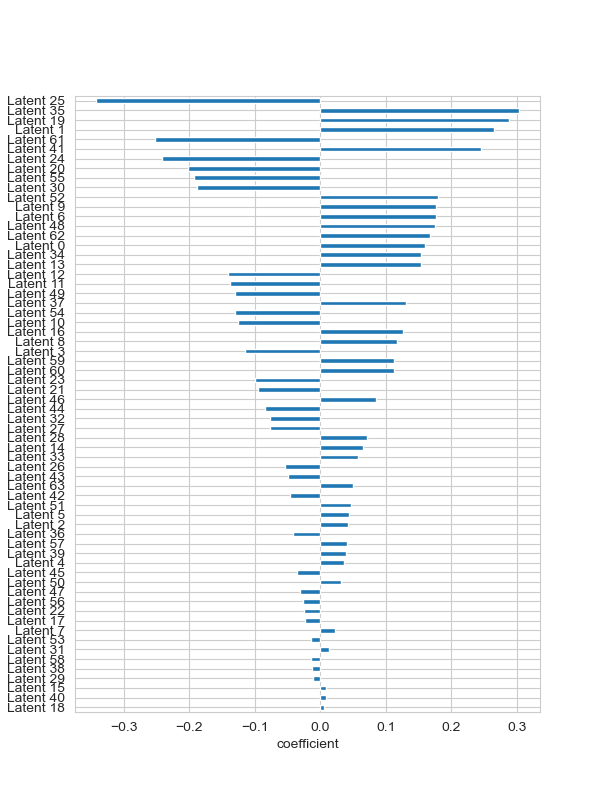 Latent 25
Latent 35
Latent 19
Latent 1
Latent 61
Latent 41
Latent 24
Latent 20
Latent 55
Latent 30
Latent 52
Latent 9
Latent 6
Latent 48
Latent 62
Latent 0
Latent 34
Latent 13
Latent 12
Latent 11
Latent 49
Latent 37
Latent 54
Latent 10
Latent 16
Latent 8
Latent 3
Latent 59
Latent 60
Latent 23
Latent 21
Latent 46
Latent 44
Latent 32
Latent 27
Latent 28
Latent 14
Latent 33
Latent 26
Latent 43
Latent 63
Latent 42
Latent 51
Latent 5
Latent 2
Latent 36
Latent 57
Latent 39
Latent 4
Latent 45
Latent 50
Latent 47
Latent 56
Latent 22
Latent 17
Latent 7
Latent 53
Latent 31
Latent 58
Latent 38
Latent 29
Latent 15
Latent 40
Latent 18
−0.3 −0.2 −0.1 0.0 0.1 0.2 0.3
coefficient